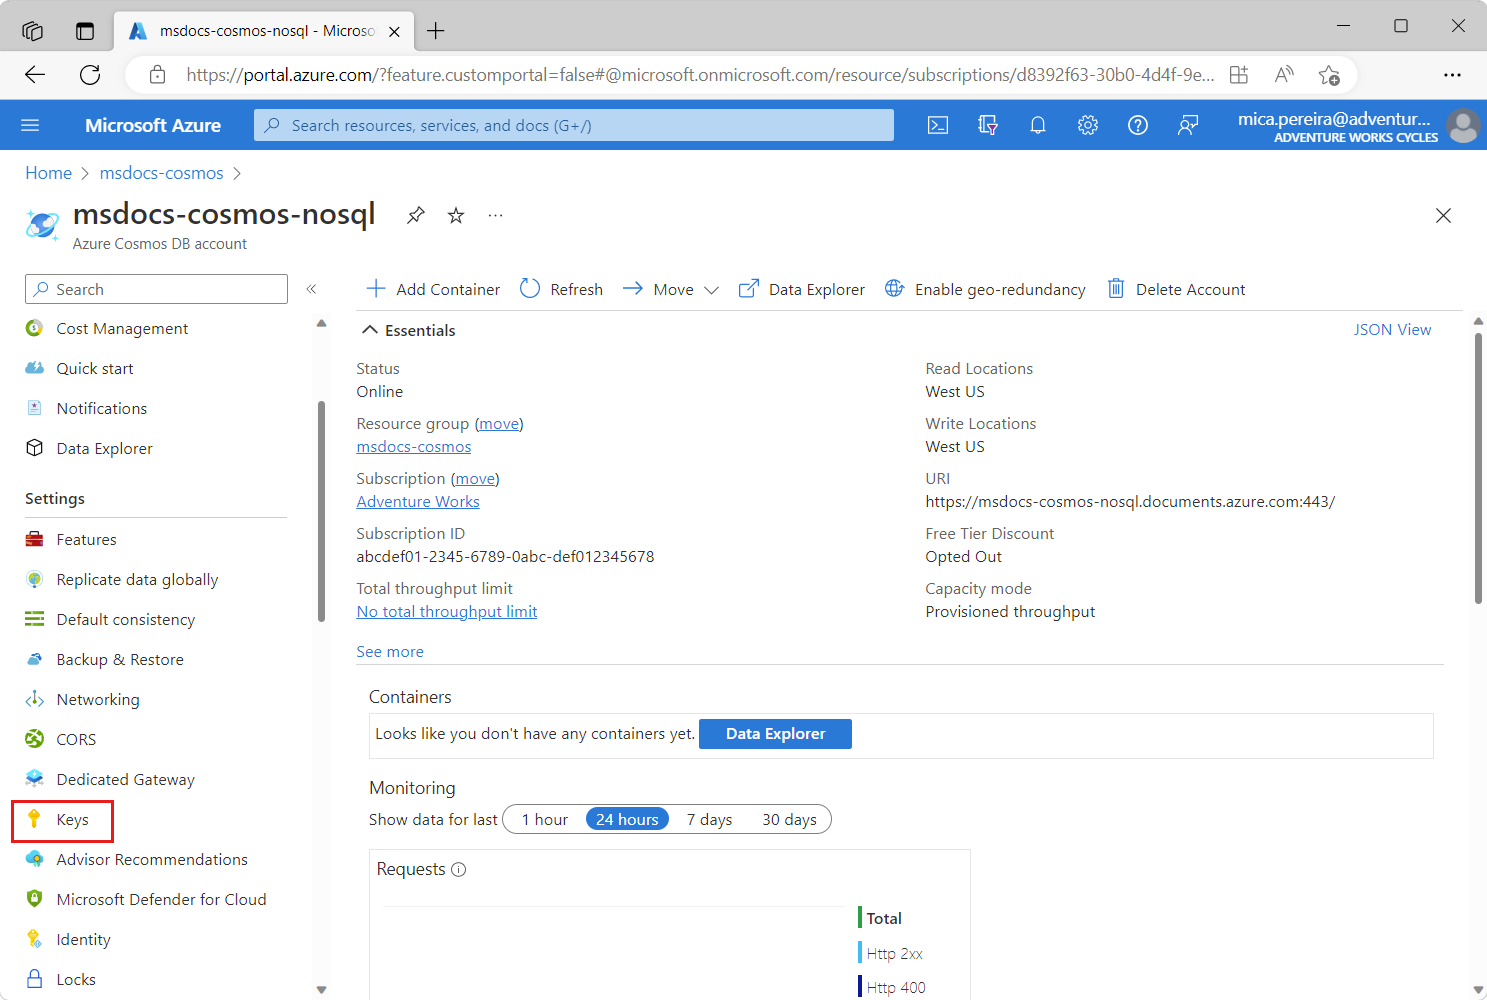 msdocs-cosmos-nosql - Microso
https://portal.azure.com/?feature.customportal=false#@microsoft.onmicrosoft.com/resource/subscriptions/d8392f63-30b0-4d4f-9e...
Microsoft Azure
Search resources, services, and docs (G+/)
mica.pereira@adventur...
ADVENTURE WORKS CYCLES
Home > msdocs-cosmos >
msdocs-cosmos-nosql
Azure Cosmos DB account
Search
Cost Management
Quick start
Notifications
Data Explorer
Settings
Features
Replicate data globally
Default consistency
Backup & Restore
Networking
CORS
Dedicated Gateway
Keys
Advisor Recommendations
Microsoft Defender for Cloud
Identity
Locks
Add Container Refresh Move Data Explorer Enable geo-redundancy Delete Account
Essentials
JSON View
Status
Online
Resource group (move)
msdocs-cosmos
Subscription (move)
Adventure Works
Subscription ID
abcdef01-2345-6789-0abc-def012345678
Total throughput limit
No total throughput limit
See more
Read Locations
West US
Write Locations
West US
URI
https://msdocs-cosmos-nosql.documents.azure.com:443/
Free Tier Discount
Opted Out
Capacity mode
Provisioned throughput
Containers
Looks like you don't have any containers yet. Data Explorer
Monitoring
Show data for last 1 hour 24 hours 7 days 30 days
Requests
Total
Http 2xx
Http 400